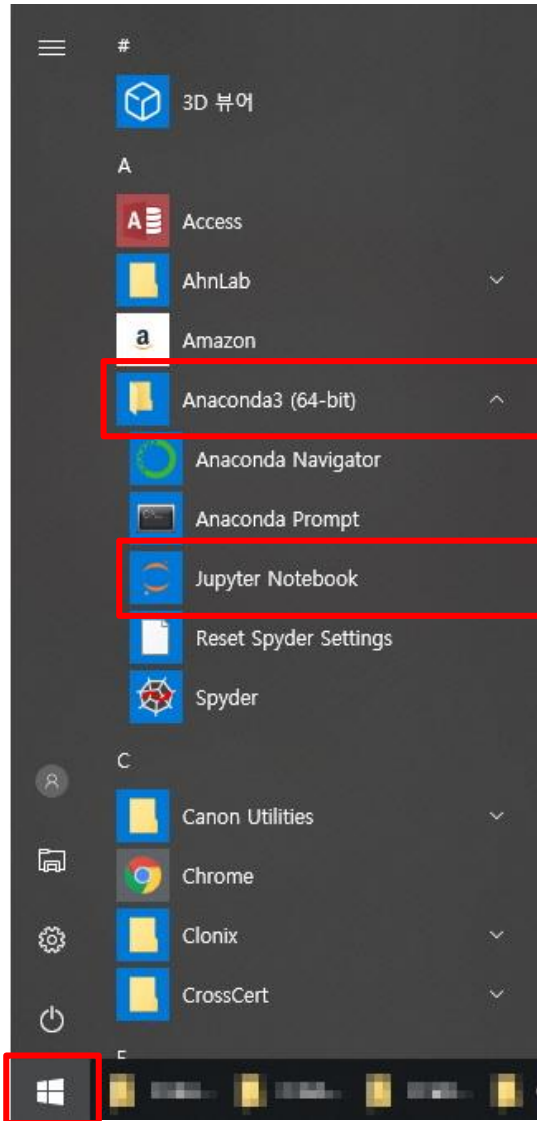 #
3D 뷰어
A
Access
AhnLab
Amazon
Anaconda3 (64-bit)
Anaconda Navigator
Anaconda Prompt
Jupyter Notebook
Reset Spyder Settings
Spyder
C
Canon Utilities
Chrome
Clonix
CrossCert